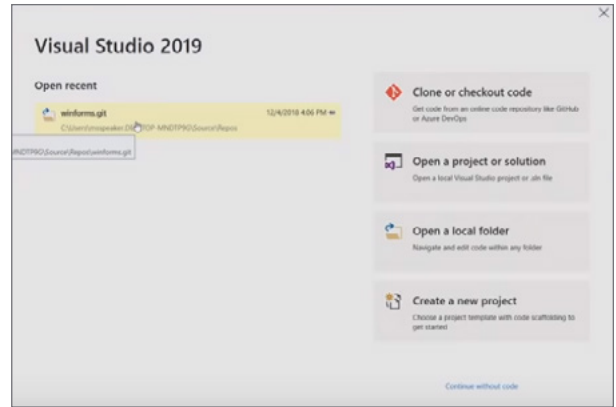 Visual Studio 2019
Open recent
winforms.git 12/4/2018 4:06 PM
MNDTPRO\Source\Repos\winforms.git
Clone or checkout code
Get code from an online code repository like GitHub
or Azure DevOps
Open a project or solution
Open a local Visual Studio project or .sln file
Open a local folder
Navigate and edit code within any folder
Create a new project
Choose a project template with code scaffolding to
get started
Continue without code